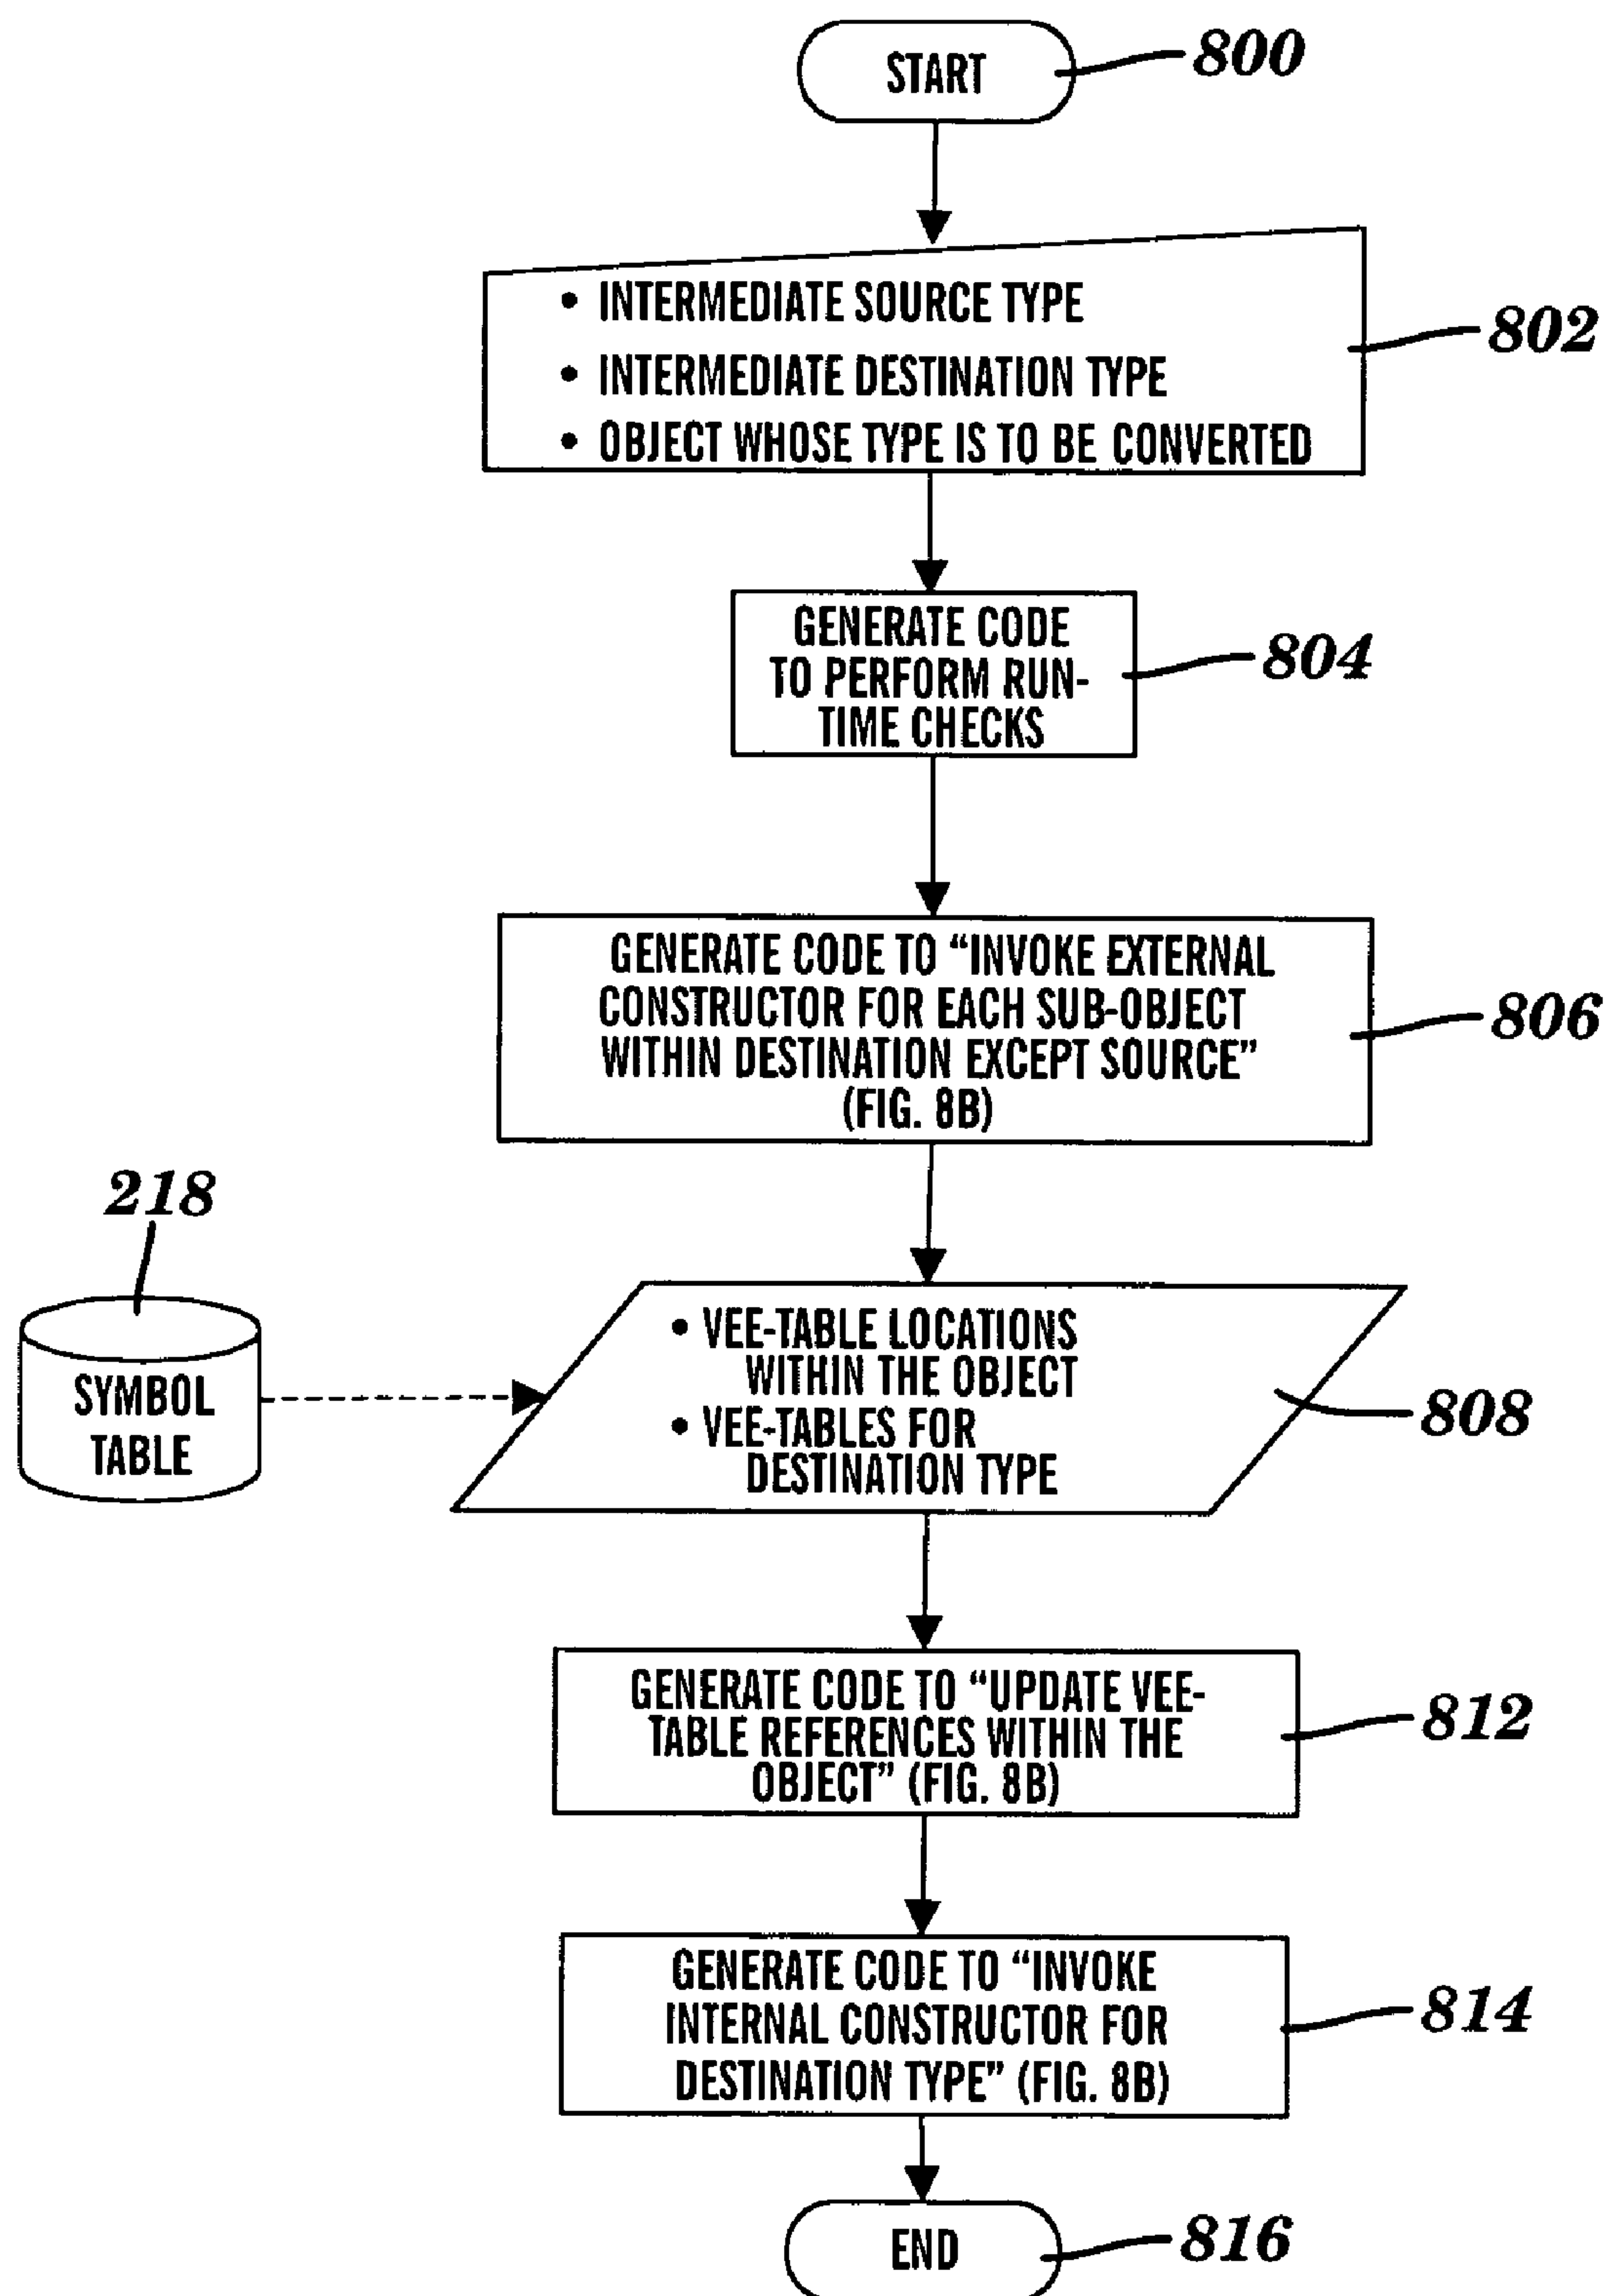 START
800
• INTERMEDIATE SOURCE TYPE
• INTERMEDIATE DESTINATION TYPE
• OBJECT WHOSE TYPE IS TO BE CONVERTED
802
GENERATE CODE
TO PERFORM RUN-
TIME CHECKS
804
GENERATE CODE TO “INVOKE EXTERNAL
CONSTRUCTOR FOR EACH SUB-OBJECT
WITHIN DESTINATION EXCEPT SOURCE”
(FIG. 8B)
806
218
SYMBOL
TABLE
• VEE-TABLE LOCATIONS
WITHIN THE OBJECT
• VEE-TABLES FOR
DESTINATION TYPE
808
GENERATE CODE TO “UPDATE VEE-
TABLE REFERENCES WITHIN THE
OBJECT” (FIG. 8B)
812
GENERATE CODE TO “INVOKE
INTERNAL CONSTRUCTOR FOR
DESTINATION TYPE” (FIG. 8B)
814
END
816